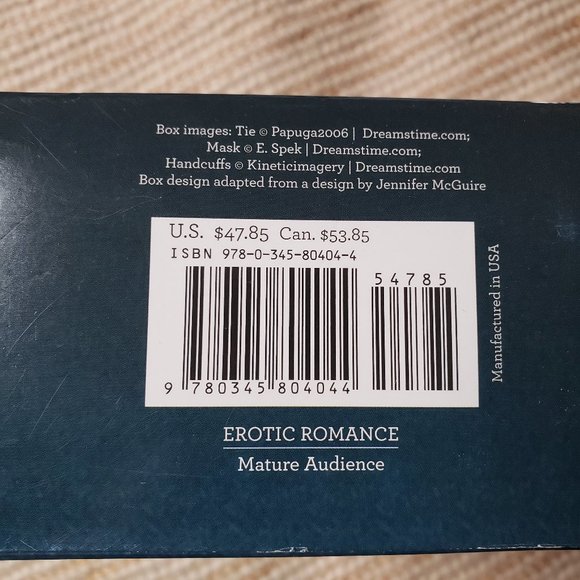 Box images: Tie © Papuga2006 | Dreamstime.com;
Mask © E. Spek | Dreamstime.com;
Handcuffs © Kineticimagery | Dreamstime.com
Box design adapted from a design by Jennifer McGuire
U.S. $47.85 Can. $53.85
ISBN 978-0-345-80404-4
54785
9 780345 804044
Manufactured in USA
EROTIC ROMANCE
Mature Audience